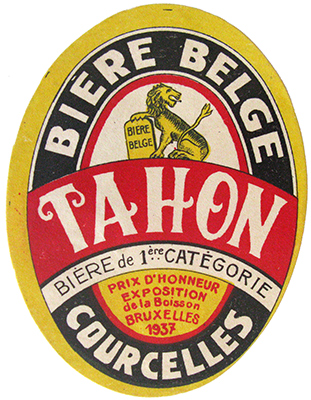 BIÈRE BELGE
BIÈRE
BELGE
TAHON
BIÈRE de 1ère CATÉGORIE
PRIX D'HONNEUR
EXPOSITION
de la Boisson
BRUXELLES
1937
COURCELLES